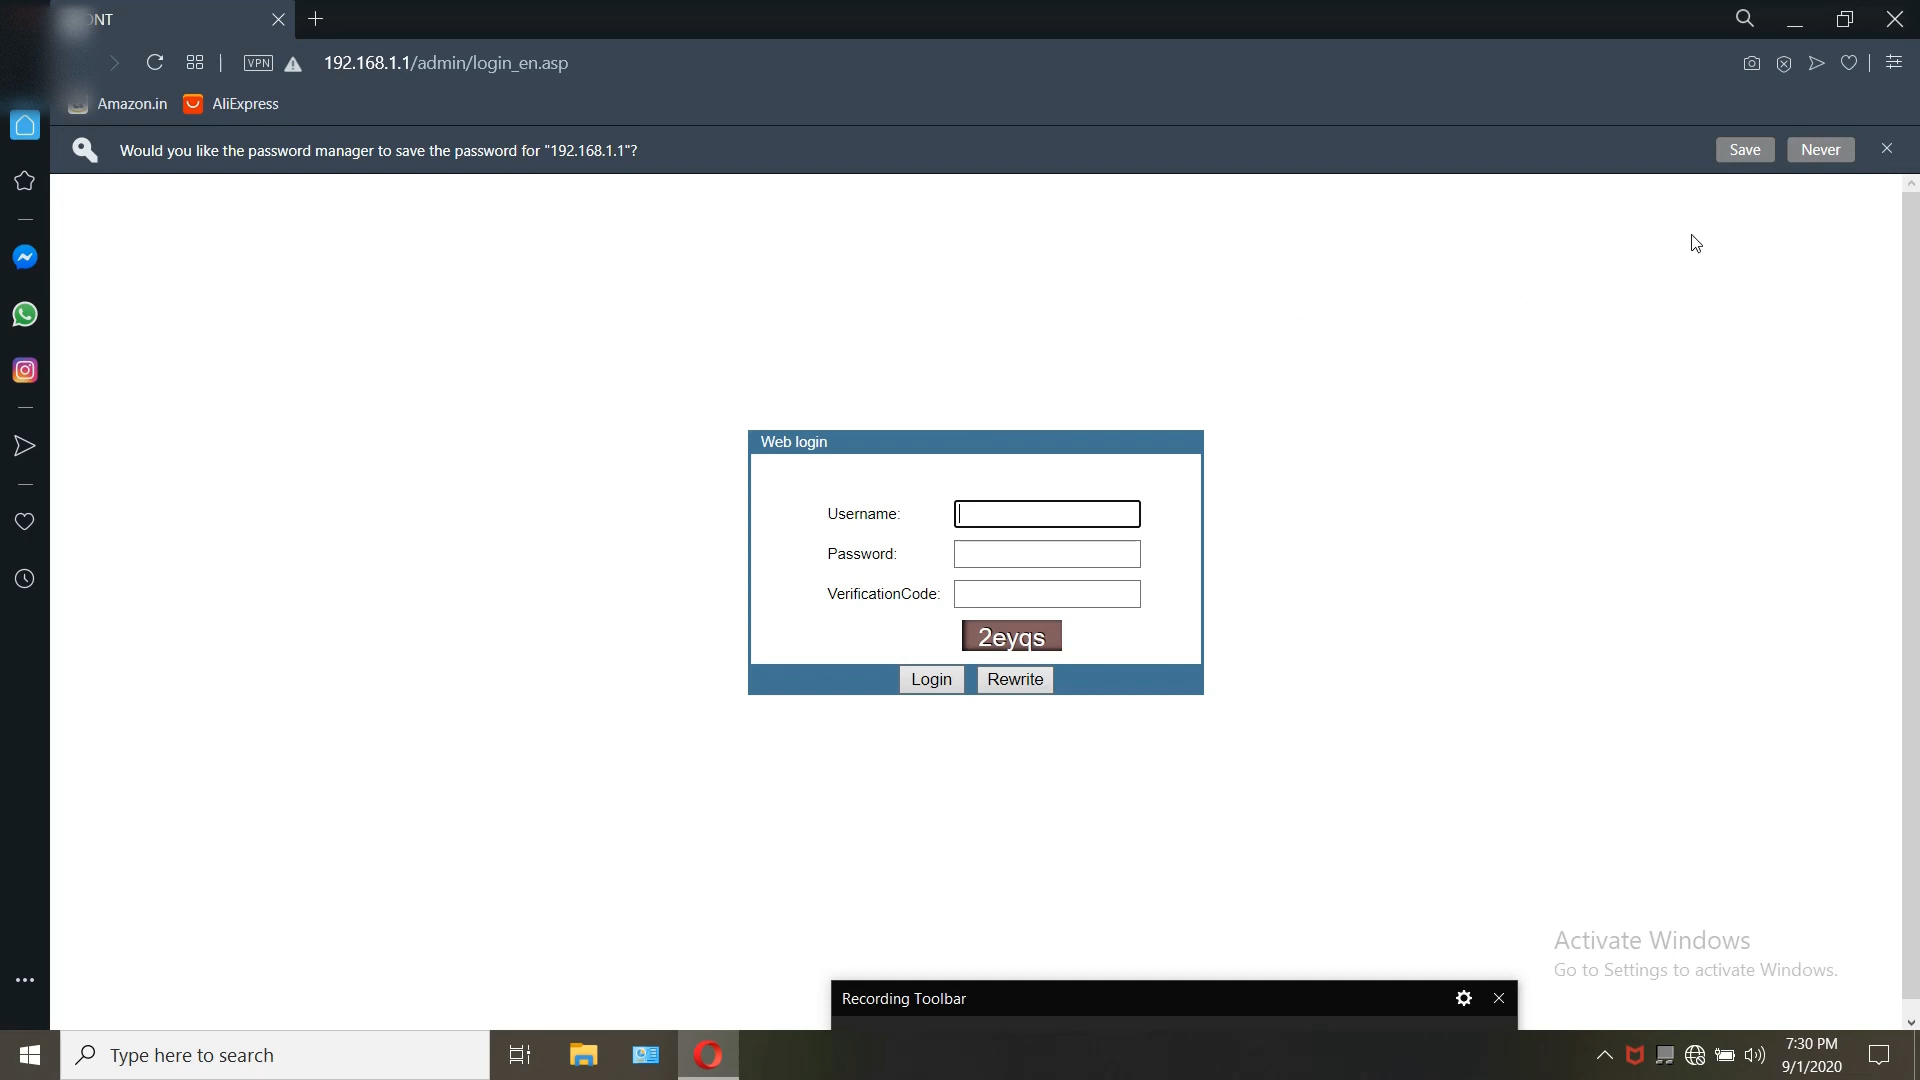 ONT
VPN
192.168.1.1/admin/login_en.asp
Amazon.in
AliExpress
Would you like the password manager to save the password for "192.168.1.1"?
Save
Never
Web login
Username:
Password:
VerificationCode:
2eyqs
Login
Rewrite
Activate Windows
Go to Settings to activate Windows.
Recording Toolbar
Type here to search
7:30 PM
9/1/2020